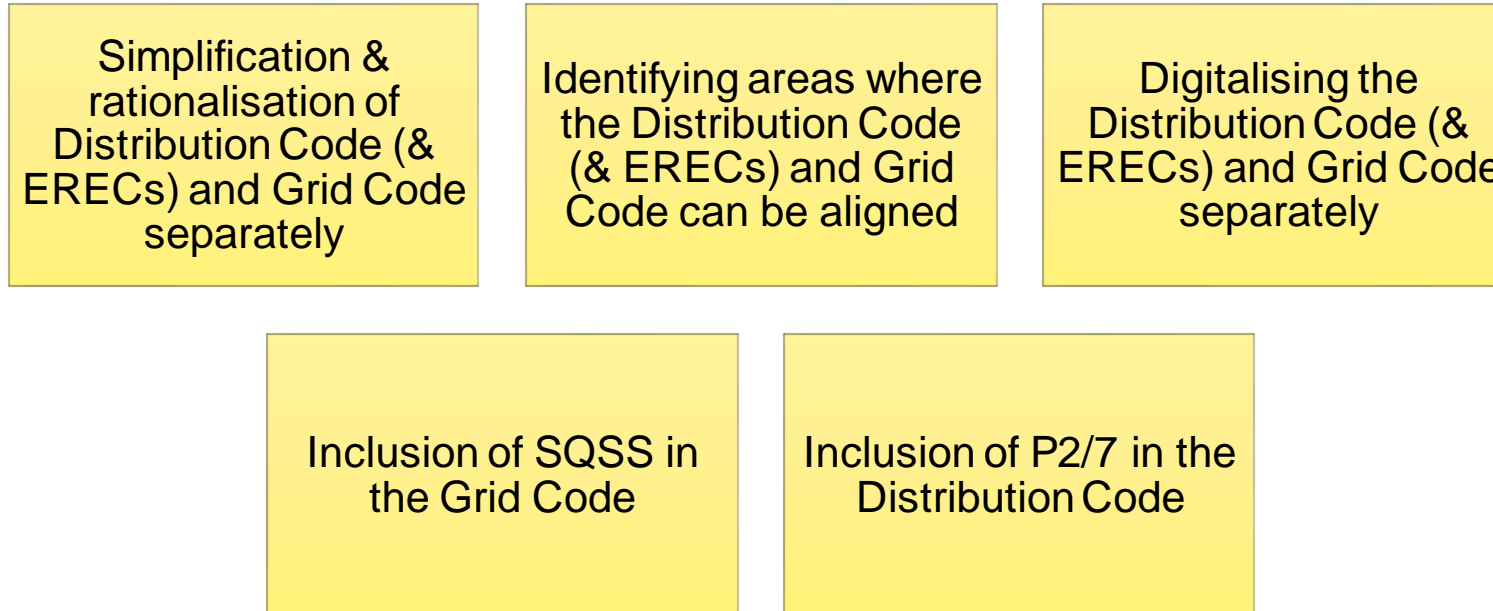 Simplification &
rationalisation of
Distribution Code (&
ERECs) and Grid Code
separately
Identifying areas where
the Distribution Code
(& ERECs) and Grid
Code can be aligned
Digitalising the
Distribution Code (&
ERECs) and Grid Code
separately
Inclusion of SQSS in
the Grid Code
Inclusion of P2/7 in the
Distribution Code